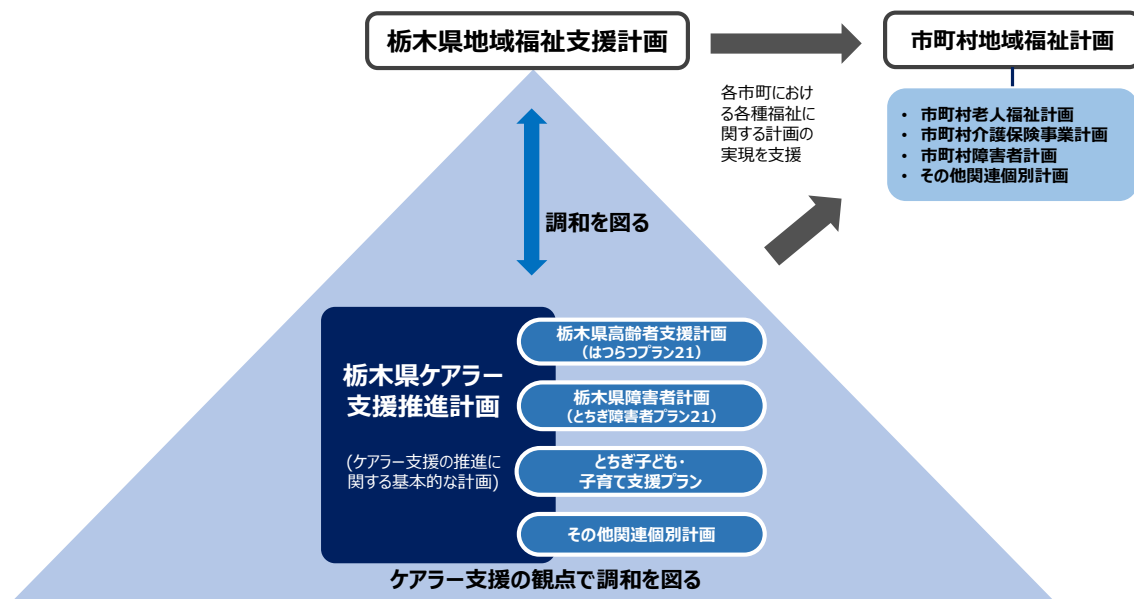 栃木県地域福祉支援計画
市町村地域福祉計画
各市町におけ
る各種福祉に
関する計画の
実現を支援
・ 市町村老人福祉計画
・ 市町村介護保険事業計画
・ 市町村障害者計画
・ その他関連個別計画
調和を図る
栃木県ケアラー
支援推進計画
(ケアラー支援の推進に
関する基本的な計画)
栃木県高齢者支援計画
（はつらつプラン21）
栃木県障害者計画
（とちぎ障害者プラン21）
とちぎ子ども・
子育て支援プラン
その他関連個別計画
ケアラー支援の観点で調和を図る